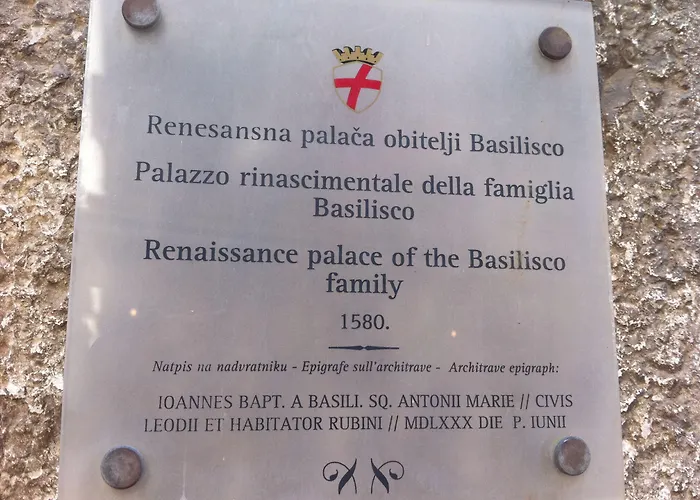 Renesansna palača obitelji Basilisco
Palazzo rinascimentale della famiglia
Basilisco
Renaissance palace of the Basilisco
family
1580.
Natpis na nadvratniku - Epigrafe sull'architrave - Architrave epigraph:
IOANNES BAPT. A BASILI. SQ. ANTONII MARIE // CIVIS
LEODII ET HABITATOR RUBINI // MDLXXX DIE P. IUNII